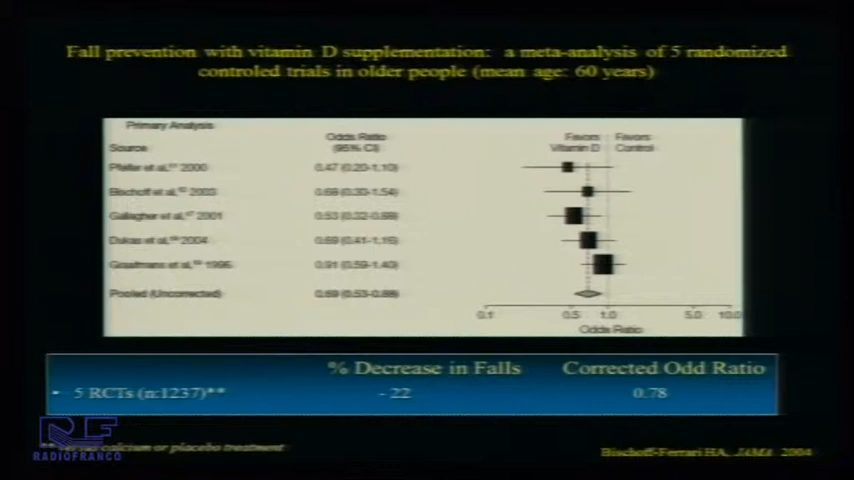 Fall prevention with vitamin D supplementation: a meta-analysis of 5 randomized
controled trials in older people (mean age: 60 years)
Primary Analysis
Source
Odds Ratio
(95% CI)
Favors
Vitamin D
Favors
Control
Pfeifer et al, 2000 0.47 (0.20-1.10)
Bischoff et al, 2003 0.68 (0.30-1.54)
Gallagher et al, 2001 0.53 (0.32-0.88)
Dukas et al, 2004 0.69 (0.41-1.16)
Graafmans et al, 1996 0.91 (0.59-1.40)
Pooled (Uncorrected) 0.69 (0.53-0.88)
0.1 0.5 1.0 5.0 10.0
Odds Ratio
% Decrease in Falls Corrected Odd Ratio
• 5 RCTs (n:1237)** - 22 0.78
calcium or placebo treatment
RF
RADIOFRANCO
Bischoff-Ferrari HA, JAMA 2004